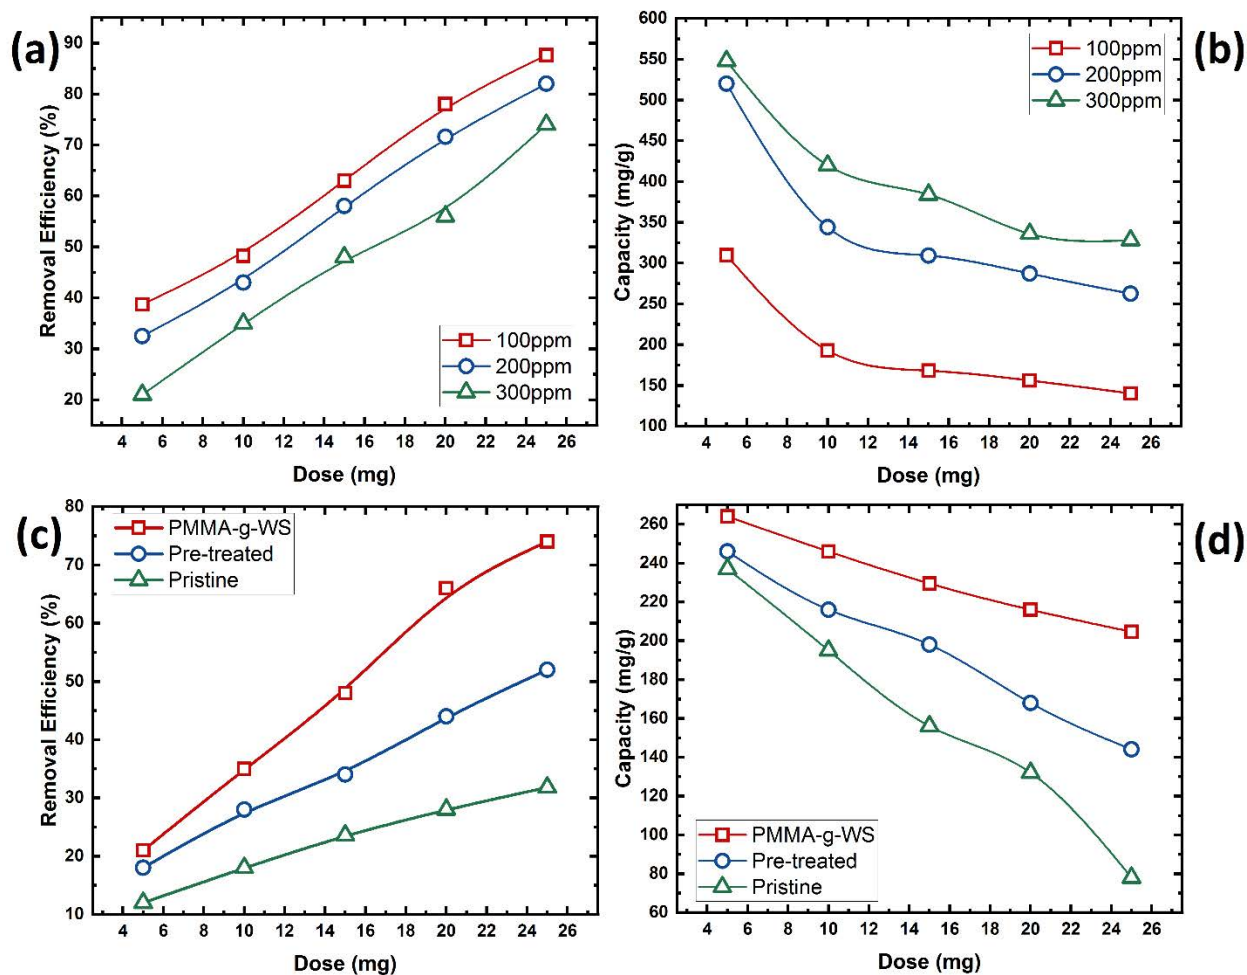 (a)
Removal Efficiency (%)
90
80
70
60
50
40
30
20
100ppm
200ppm
300ppm
4 6 8 10 12 14 16 18 20 22 24 26
Dose (mg)
(b)
Capacity (mg/g)
600
550
500
450
400
350
300
250
200
150
100
100ppm
200ppm
300ppm
4 6 8 10 12 14 16 18 20 22 24 26
Dose (mg)
(c)
Removal Efficiency (%)
80
70
60
50
40
30
20
10
PMMA-g-WS
Pre-treated
Pristine
4 6 8 10 12 14 16 18 20 22 24 26
Dose (mg)
(d)
Capacity (mg/g)
260
240
220
200
180
160
140
120
100
80
60
PMMA-g-WS
Pre-treated
Pristine
4 6 8 10 12 14 16 18 20 22 24 26
Dose (mg)